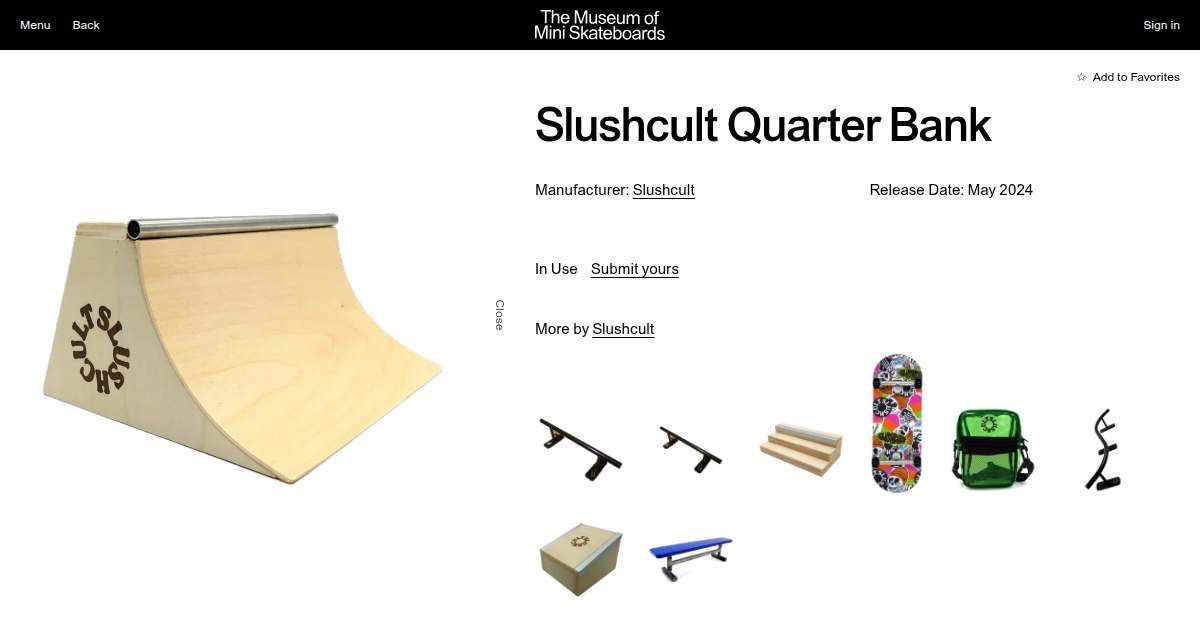 Menu
Back
The Museum of
Mini Skateboards
Sign in
☆ Add to Favorites
Slushcult Quarter Bank
Manufacturer: Slushcult
Release Date: May 2024
In Use Submit yours
Close
More by Slushcult
SLUSHCULT